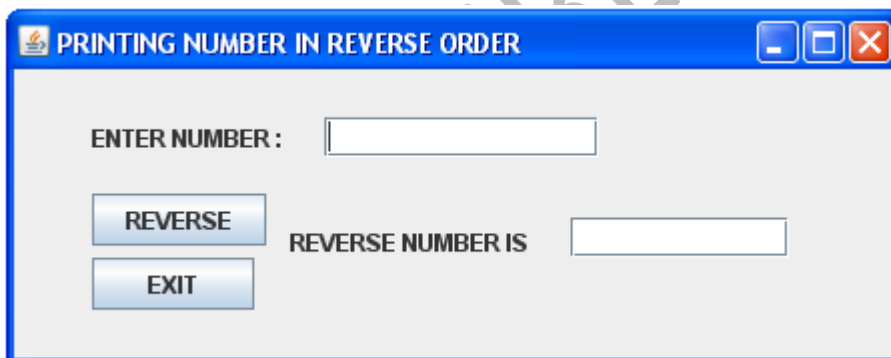 PRINTING NUMBER IN REVERSE ORDER
ENTER NUMBER :
REVERSE
REVERSE NUMBER IS
EXIT